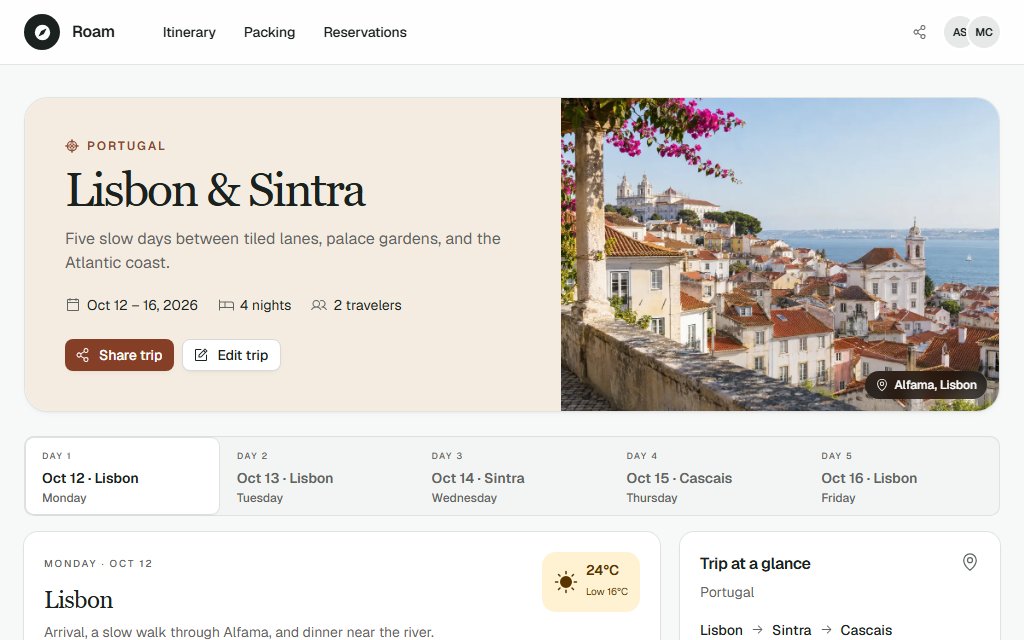 Roam
Itinerary
Packing
Reservations
AS
MC
PORTUGAL
Lisbon & Sintra
Five slow days between tiled lanes, palace gardens, and the
Atlantic coast.
Oct 12 – 16, 2026
4 nights
2 travelers
Share trip
Edit trip
Alfama, Lisbon
DAY 1
Oct 12 · Lisbon
Monday
DAY 2
Oct 13 · Lisbon
Tuesday
DAY 3
Oct 14 · Sintra
Wednesday
DAY 4
Oct 15 · Cascais
Thursday
DAY 5
Oct 16 · Lisbon
Friday
MONDAY · OCT 12
Lisbon
Arrival, a slow walk through Alfama, and dinner near the river.
24°C
Low 16°C
Trip at a glance
Portugal
Lisbon → Sintra → Cascais